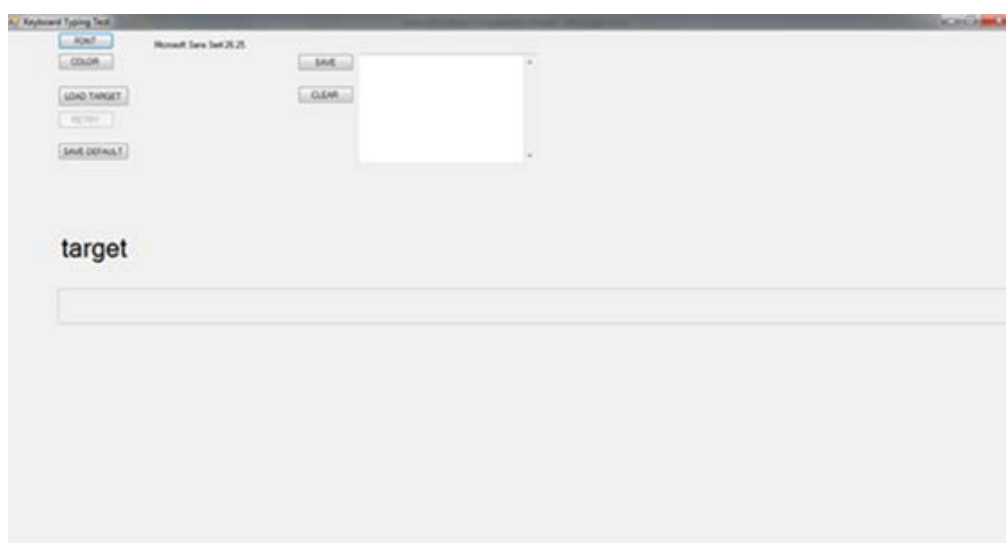 Keyboard Typing Test
FONT
Microsoft Sans Serif 26.25
COLOR
SAVE
LOAD TARGET
CLEAR
RETRY
SAVE DEFAULT
target